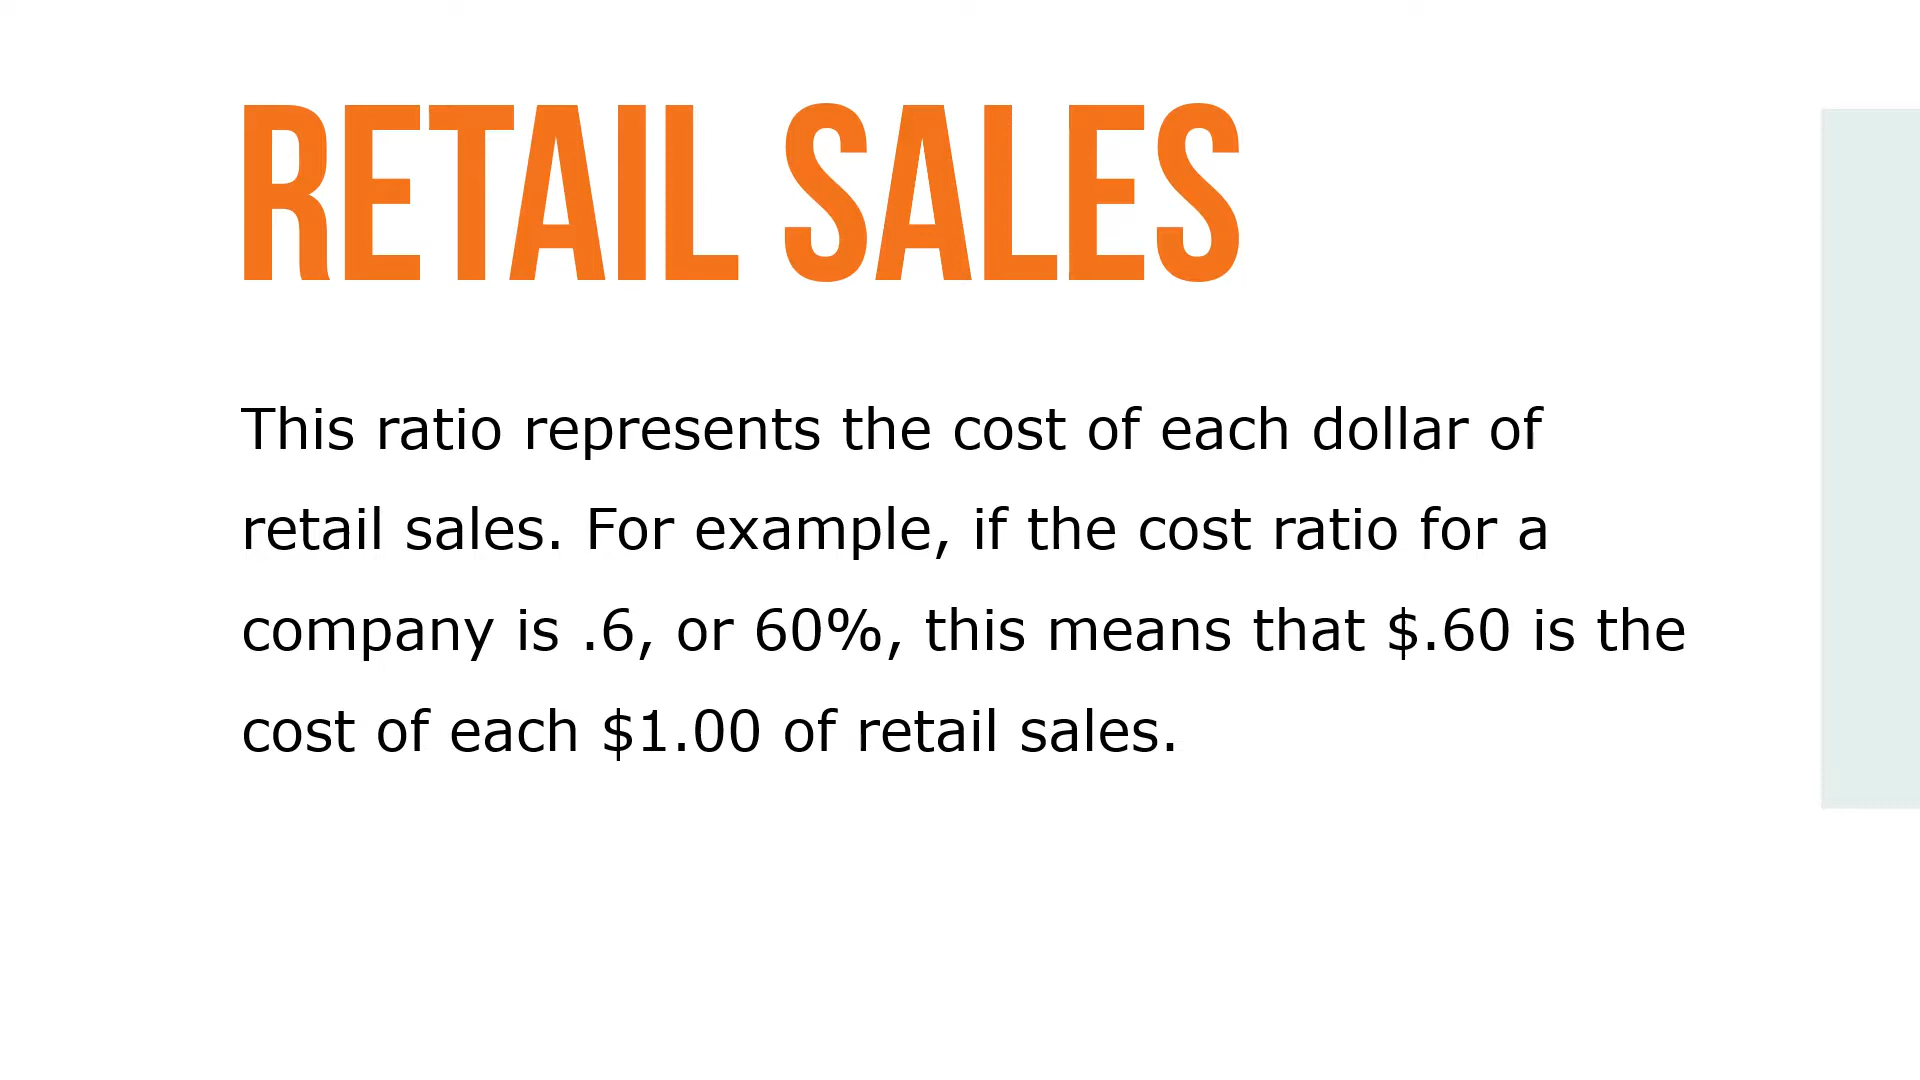 RETAIL SALES
This ratio represents the cost of each dollar of
retail sales. For example, if the cost ratio for a
company is .6, or 60%, this means that $.60 is the
cost of each $1.00 of retail sales.